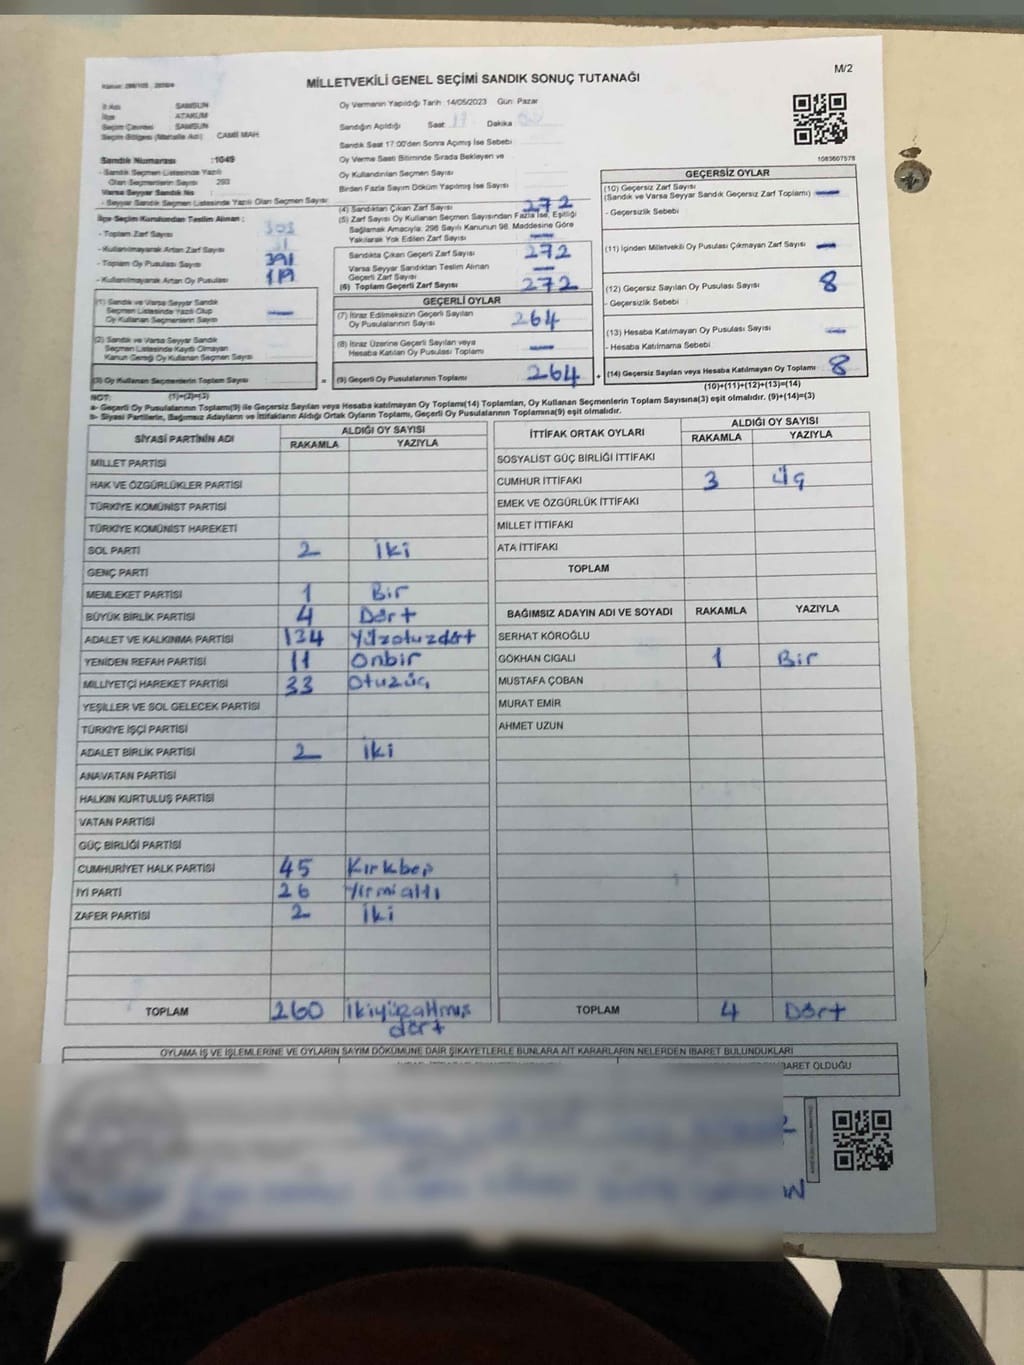 M/2
MİLLETVEKİLİ GENEL SEÇİMİ SANDIK SONUÇ TUTANAĞI
İli Adı SAMSUN
İlçe ATAKUM
Seçim Çevresi SAMSUN
Seçim Bölgesi (Mahalle Adı) CAMİİ MAH.
Sandık Numarası :1049
- Sandık Seçmen Listesinde Yazılı
Olan Seçmenlerin Sayısı 293
Varsa Seyyar Sandık No
- Seyyar Sandık Seçmen Listesinde Yazılı Olan Seçmen Sayısı
Oy Vermenin Yapıldığı Tarih :14/05/2023 Gün: Pazar
Sandığın Açıldığı Saat: Dakika
Sandık Saat 17:00'den Sonra Açımış İse Sebebi
Oy Verme Saati Bitiminde Sırada Bekleyen ve
Oy Kullandırılan Seçmen Sayısı
Birden Fazla Sayım Döküm Yapılmış İse Sayısı
1083607578
İlçe Seçim Kurulundan Teslim Alınan ;
- Toplam Zarf Sayısı 303
- Kullanılmayarak Artan Zarf Sayısı 31
- Toplam Oy Pusulası Sayısı 391
- Kullanılmayarak Artan Oy Pusulası 119
(1) Sandık ve Varsa Seyyar Sandık
Seçmen Listesinde Yazılı Olup
Oy Kullanan Seçmenlerin Sayısı —
(2) Sandık ve Varsa Seyyar Sandık
Seçmen Listesinde Kayıtlı Olmayan
Kanun Gereği Oy Kullanan Seçmen Sayısı
(3) Oy Kullanan Seçmenlerin Toplam Sayısı
(1)+(2)=(3)
(4) Sandıktan Çıkan Zarf Sayısı 272
(5) Zarf Sayısı Oy Kullanan Seçmen Sayısından Fazla İse, Eşitliği
Sağlamak Amacıyla; 298 Sayılı Kanunun 98. Maddesine Göre
Yakılarak Yok Edilen Zarf Sayısı —
Sandıkta Çıkan Geçerli Zarf Sayısı 272
Varsa Seyyar Sandıktan Teslim Alınan
Geçerli Zarf Sayısı —
(6) Toplam Geçerli Zarf Sayısı 272
GEÇERLİ OYLAR
(7) İtiraz Edilmeksizin Geçerli Sayılan
Oy Pusulalarının Sayısı 264
(8) İtiraz Üzerine Geçerli Sayılan veya
Hesaba Katılan Oy Pusulası Toplamı —
= (9) Geçerli Oy Pusulalarının Toplamı 264 +
GEÇERSİZ OYLAR
(10) Geçersiz Zarf Sayısı
(Sandık ve Varsa Seyyar Sandık Geçersiz Zarf Toplamı) —
- Geçersizlik Sebebi
(11) İçinden Milletvekili Oy Pusulası Çıkmayan Zarf Sayısı —
(12) Geçersiz Sayılan Oy Pusulası Sayısı 8
- Geçersizlik Sebebi
(13) Hesaba Katılmayan Oy Pusulası Sayısı —
- Hesaba Katılmama Sebebi
(14) Geçersiz Sayılan veya Hesaba Katılmayan Oy Toplamı 8
(10)+(11)+(12)+(13)=(14)
NOT:
a- Geçerli Oy Pusulalarının Toplamı(9) ile Geçersiz Sayılan veya Hesaba katılmayan Oy Toplamı(14) Toplamları, Oy Kullanan Seçmenlerin Toplam Sayısına(3) eşit olmalıdır. (9)+(14)=(3)
b- Siyasi Partilerin, Bağımsız Adayların ve İttifakların Aldığı Ortak Oyların Toplamı, Geçerli Oy Pusulalarının Toplamına(9) eşit olmalıdır.
SİYASİ PARTİNİN ADI ALDIĞI OY SAYISI
RAKAMLA YAZIYLA
MİLLET PARTİSİ
HAK VE ÖZGÜRLÜKLER PARTİSİ
TÜRKİYE KOMÜNİST PARTİSİ
TÜRKİYE KOMÜNİST HAREKETİ
SOL PARTİ 2 İki
GENÇ PARTİ
MEMLEKET PARTİSİ 1 Bir
BÜYÜK BİRLİK PARTİSİ 4 Dört
ADALET VE KALKINMA PARTİSİ 134 Yüzotuzdört
YENİDEN REFAH PARTİSİ 11 Onbir
MİLLİYETÇİ HAREKET PARTİSİ 33 Otuzüç
YEŞİLLER VE SOL GELECEK PARTİSİ
TÜRKİYE İŞÇİ PARTİSİ
ADALET BİRLİK PARTİSİ 2 İki
ANAVATAN PARTİSİ
HALKIN KURTULUŞ PARTİSİ
VATAN PARTİSİ
GÜÇ BİRLİĞİ PARTİSİ
CUMHURİYET HALK PARTİSİ 45 Kırkbeş
İYİ PARTİ 26 Yirmialtı
ZAFER PARTİSİ 2 İki
TOPLAM 260 İkiyüzaltmış
dört
İTTİFAK ORTAK OYLARI ALDIĞI OY SAYISI
RAKAMLA YAZIYLA
SOSYALİST GÜÇ BİRLİĞİ İTTİFAKI
CUMHUR İTTİFAKI 3 Üç
EMEK VE ÖZGÜRLÜK İTTİFAKI
MİLLET İTTİFAKI
ATA İTTİFAKI
TOPLAM
BAĞIMSIZ ADAYIN ADI VE SOYADI RAKAMLA YAZIYLA
SERHAT KÖROĞLU
GÖKHAN CIGALI 1 Bir
MUSTAFA ÇOBAN
MURAT EMİR
AHMET UZUN
TOPLAM 4 Dört
OYLAMA İŞ VE İŞLEMLERİNE VE OYLARIN SAYIM DÖKÜMÜNE DAİR ŞİKAYETLERLE BUNLARA AİT KARARLARIN NELERDEN İBARET BULUNDUKLARI
İBARET OLDUĞU